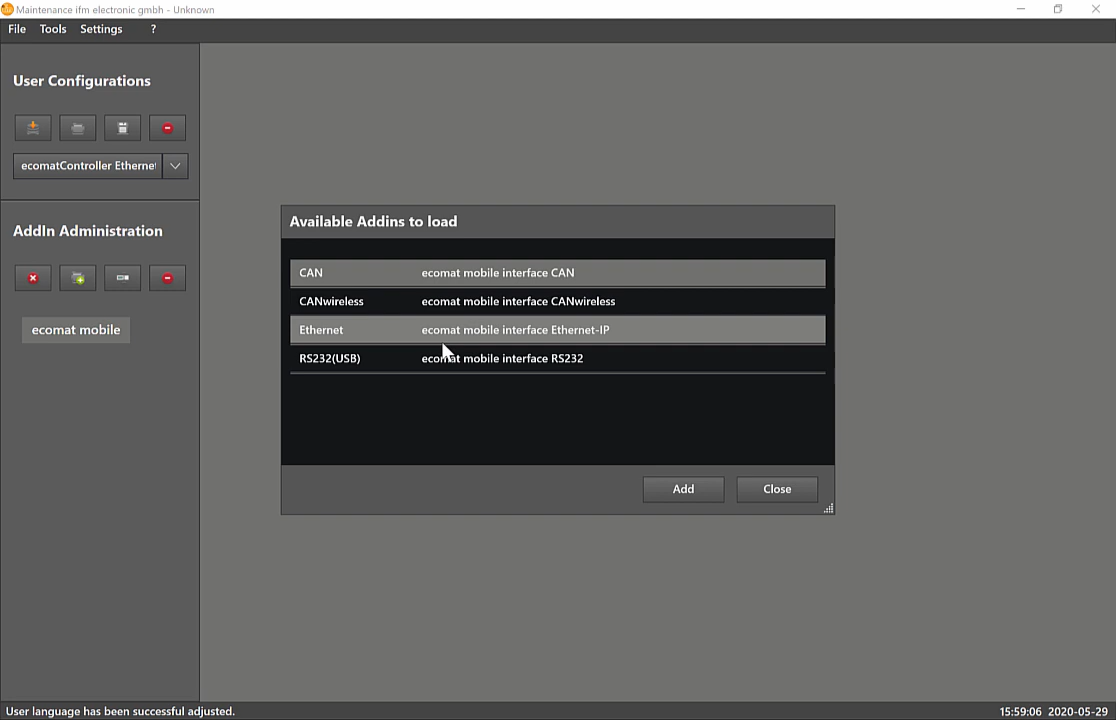 Maintenance ifm electronic gmbh - Unknown
File Tools Settings ?
User Configurations
ecomatController Etherne
AddIn Administration
ecomat mobile
Available Addins to load
CAN ecomat mobile interface CAN
CANwireless ecomat mobile interface CANwireless
Ethernet ecomat mobile interface Ethernet-IP
RS232(USB) ecomat mobile interface RS232
Add Close
User language has been successful adjusted. 15:59:06 2020-05-29